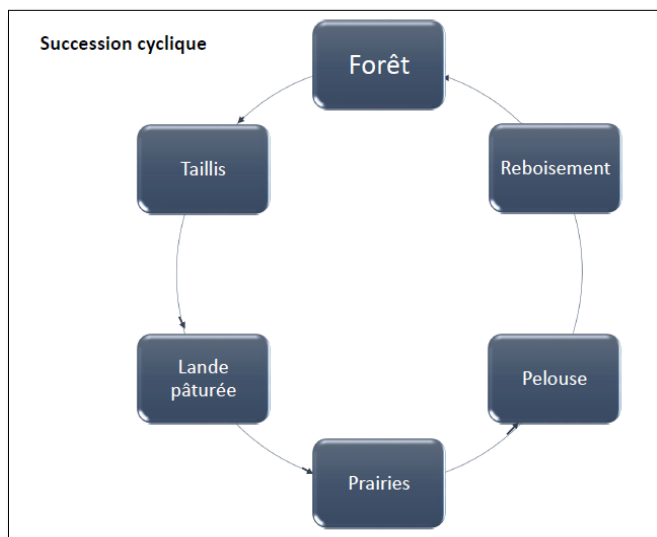 Succession cyclique
Forêt
Taillis
Reboisement
Lande
pâturée
Pelouse
Prairies